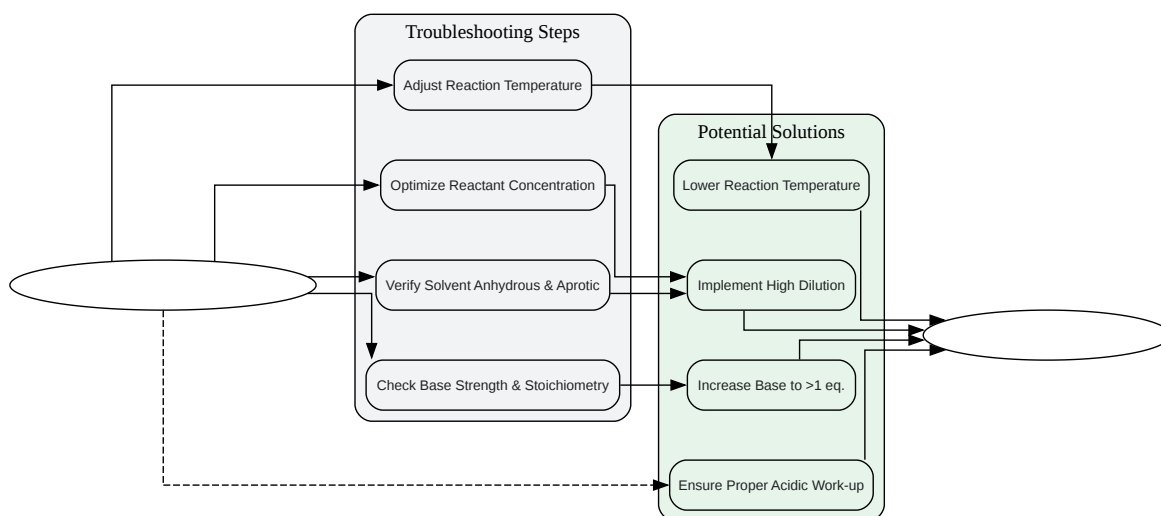 Troubleshooting Steps
Adjust Reaction Temperature
Optimize Reactant Concentration
Verify Solvent Anhydrous & Aprotic
Check Base Strength & Stoichiometry
Potential Solutions
Lower Reaction Temperature
Implement High Dilution
Increase Base to >1 eq.
Ensure Proper Acidic Work-up